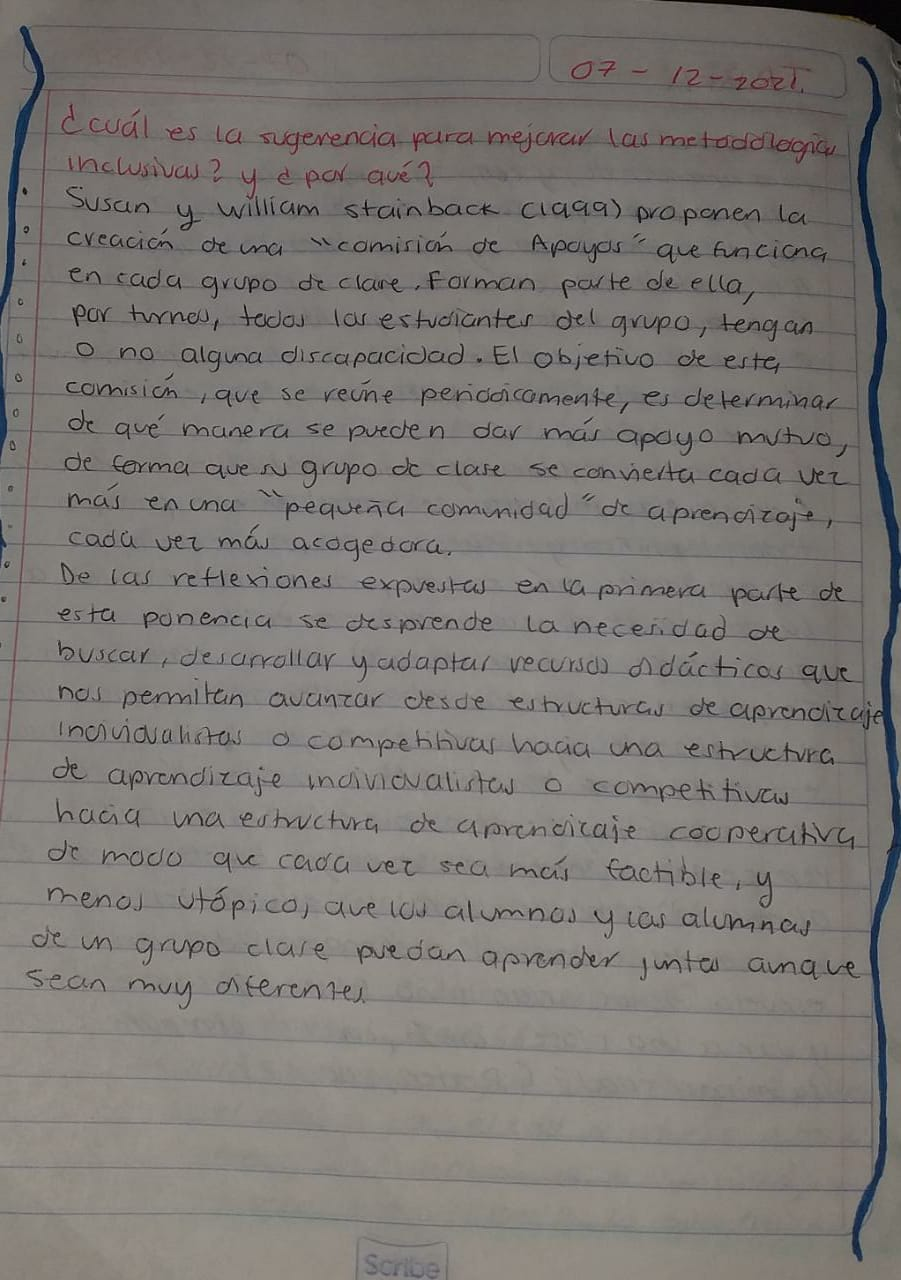 07-12-2021.
¿cuál es la sugerencia para mejorar las metodologías
inclusivas? y ¿por qué?
Susan y William stainback (1999) proponen la
creación de una "comisión de Apoyos" que funciona
en cada grupo de clase. Forman parte de ella,
por turnos, todos los estudiantes del grupo, tengan
o no alguna discapacidad. El objetivo de esta
comisión, que se reúne periódicamente, es determinar
de qué manera se pueden dar más apoyo mutuo,
de forma que su grupo de clase se convierta cada vez
más en una "pequeña comunidad" de aprendizaje,
cada vez más acogedora.
De las reflexiones expuestas en la primera parte de
esta ponencia se desprende la necesidad de
buscar, desarrollar y adaptar recursos didácticos que
nos permitan avanzar desde estructuras de aprendizaje
individualistas o competitivas hacia una estructura
de aprendizaje individualistas o competitivas
hacia una estructura de aprendizaje cooperativa
de modo que cada vez sea más factible, y
menos utópico, que los alumnos y las alumnas
de un grupo clase puedan aprender juntos aunque
sean muy diferentes.
Scribe